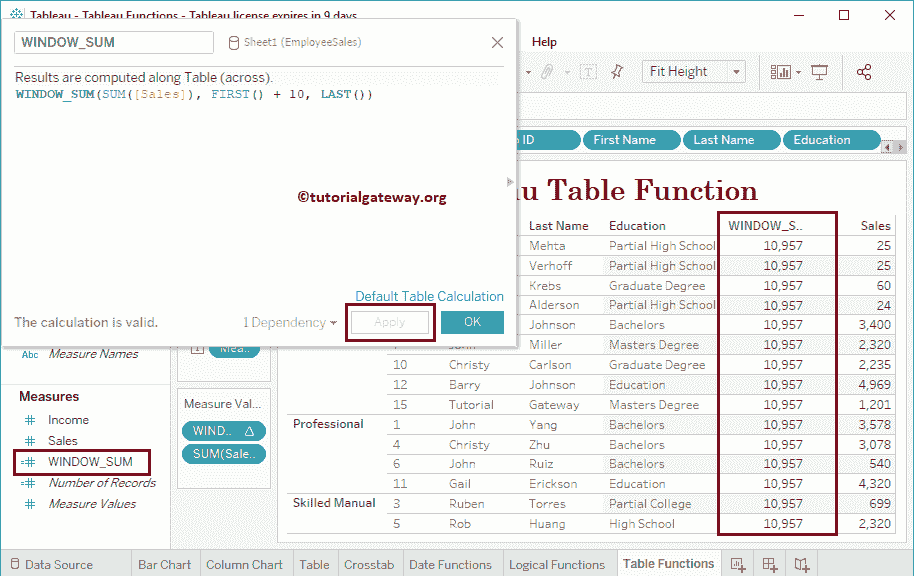 Tableau - Tableau Functions - Tableau license expires in 9 days
WINDOW_SUM
Sheet1 (EmployeeSales)
Results are computed along Table (across).
WINDOW_SUM(SUM([Sales]), FIRST() + 10, LAST())
©tutorialgateway.org
Default Table Calculation
The calculation is valid.
1 Dependency
Apply
OK
Help
Fit Height
ID
First Name
Last Name
Education
u Table Function
Last Name Education WINDOW_S.. Sales
Mehta Partial High School 10,957 25
Verhoff Partial High School 10,957 25
Krebs Graduate Degree 10,957 60
Alderson Partial High School 10,957 24
Johnson Bachelors 10,957 3,400
Miller Masters Degree 10,957 2,320
10 Christy Carlson Graduate Degree 10,957 2,235
12 Barry Johnson Education 10,957 4,969
15 Tutorial Gateway Masters Degree 10,957 1,201
Professional 1 John Yang Bachelors 10,957 3,578
4 Christy Zhu Bachelors 10,957 3,078
6 John Ruiz Bachelors 10,957 540
11 Gail Erickson Education 10,957 4,320
Skilled Manual 3 Ruben Torres Partial College 10,957 699
5 Rob Huang High School 10,957 2,320
Abc Measure Names
Measures
Income
Sales
WINDOW_SUM
Number of Records
Measure Values
Mea..
Measure Val...
WIND..
SUM(Sale..
Data Source
Bar Chart
Column Chart
Table
Crosstab
Date Functions
Logical Functions
Table Functions